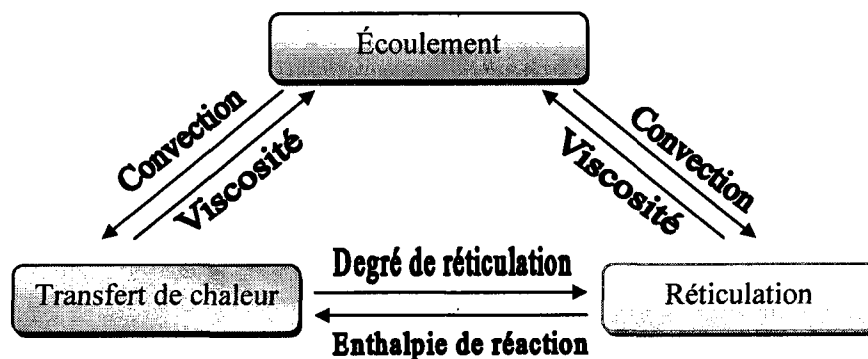 Écoulement
Convection
Viscosité
Viscosité
Convection
Degré de réticulation
Transfert de chaleur
Réticulation
Enthalpie de réaction